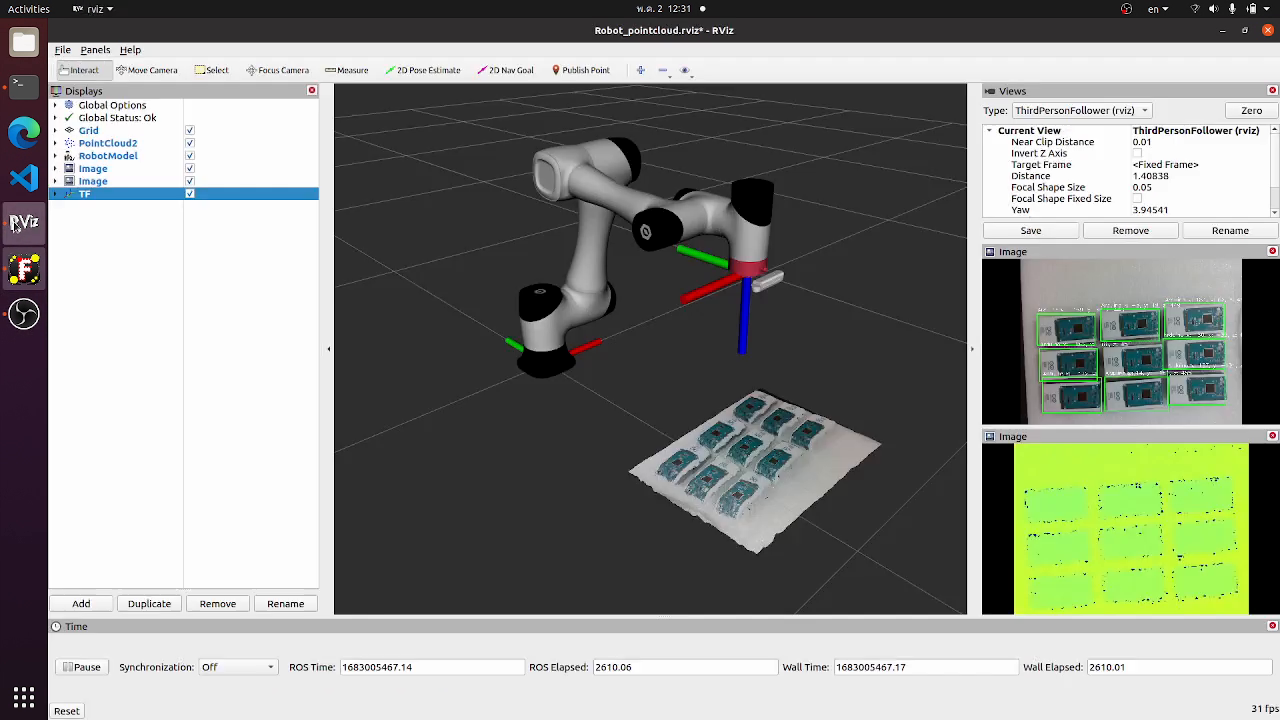 Activities
rviz
พ.ค. 2 12:31
en
Robot_pointcloud.rviz* - RViz
File Panels Help
Interact Move Camera Select Focus Camera Measure 2D Pose Estimate 2D Nav Goal Publish Point
Displays
Global Options
Global Status: Ok
Grid
PointCloud2
RobotModel
Image
Image
TF
Add Duplicate Remove Rename
Views
Type: ThirdPersonFollower (rviz) Zero
Current View ThirdPersonFollower (rviz)
Near Clip Distance 0.01
Invert Z Axis
Target Frame <Fixed Frame>
Distance 1.40838
Focal Shape Size 0.05
Focal Shape Fixed Size
Yaw 3.94541
Save Remove Rename
Image
Image
RViz
Time
Pause Synchronization: Off ROS Time: 1683005467.14 ROS Elapsed: 2610.06 Wall Time: 1683005467.17 Wall Elapsed: 2610.01
Reset 31 fps